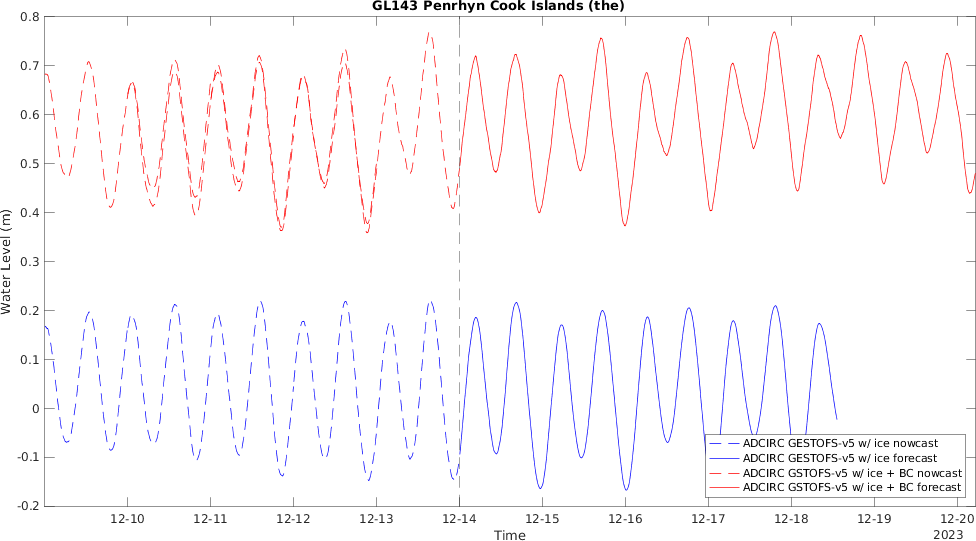 GL143 Penrhyn Cook Islands (the)
0.8
0.7
0.6
0.5
0.4
0.3
0.2
0.1
0
-0.1
-0.2
Water Level (m)
ADCIRC GESTOFS-v5 w/ ice nowcast
ADCIRC GESTOFS-v5 w/ ice forecast
ADCIRC GSTOFS-v5 w/ ice + BC nowcast
ADCIRC GSTOFS-v5 w/ ice + BC forecast
12-10 12-11 12-12 12-13 12-14 12-15 12-16 12-17 12-18 12-19 12-20
Time 2023